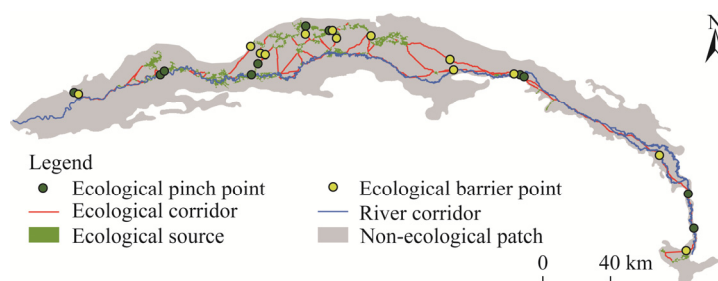 N
Legend
Ecological pinch point
Ecological barrier point
Ecological corridor
River corridor
Ecological source
Non-ecological patch
0 40 km